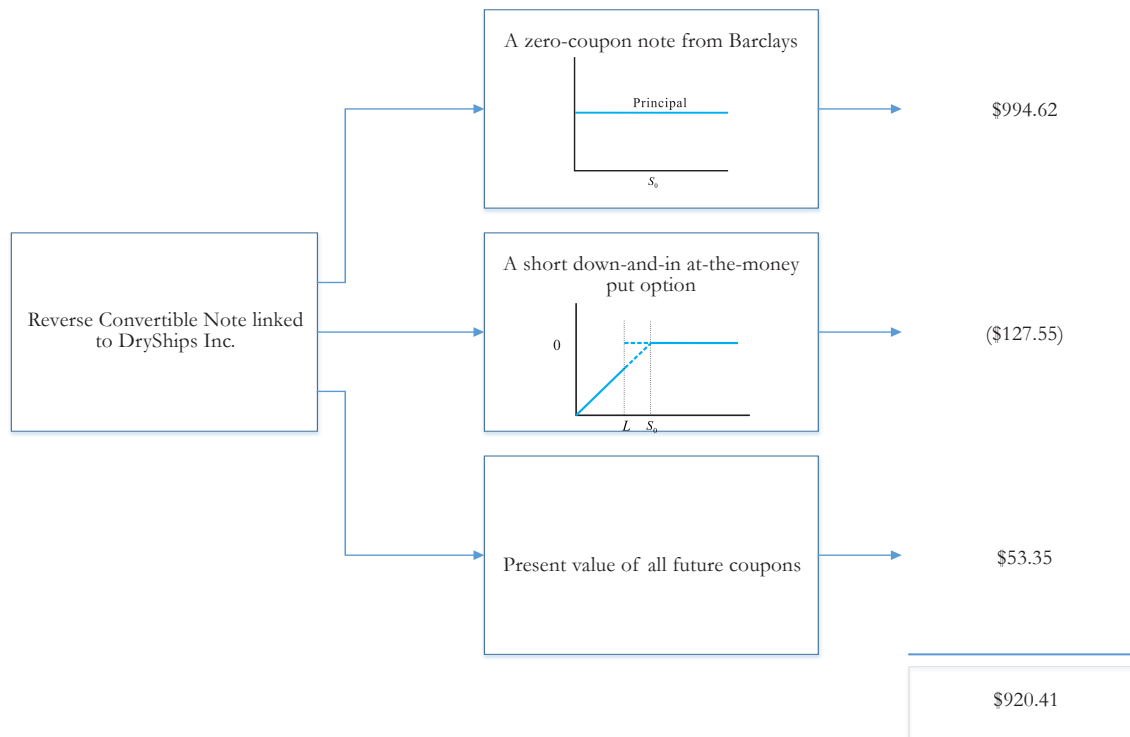 A zero-coupon note from Barclays
Principal
S₀
$994.62
Reverse Convertible Note linked
to DryShips Inc.
A short down-and-in at-the-money
put option
0
L S₀
($127.55)
Present value of all future coupons
$53.35
$920.41